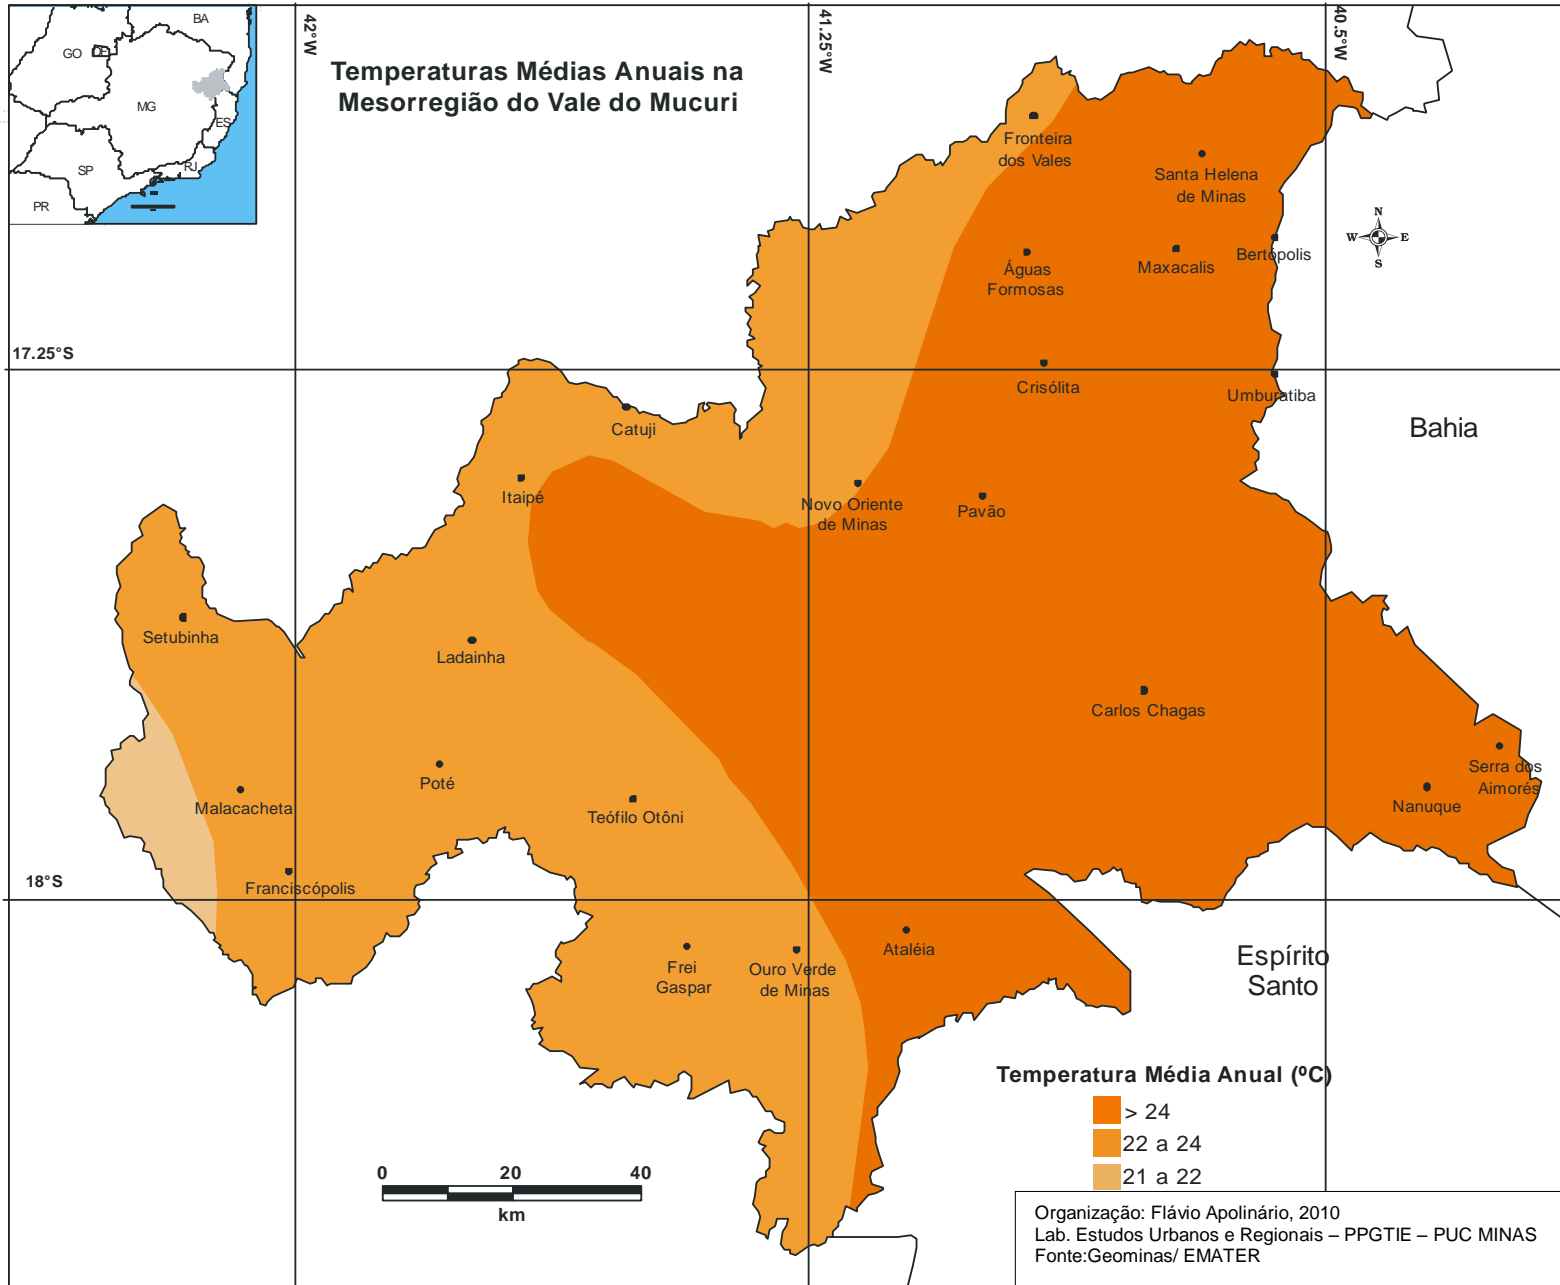 BA
GO
DF
MG
ES
SP
RJ
PR
42°W
41.25°W
40.5°W
Temperaturas Médias Anuais na
Mesorregião do Vale do Mucuri
Fronteira
dos Vales
Santa Helena
de Minas
N
W
E
S
Águas
Formosas
Maxacalis
Bertópolis
17.25°S
Crisólita
Umburatiba
Catuji
Bahia
Itaipé
Novo Oriente
de Minas
Pavão
Setubinha
Ladainha
Carlos Chagas
Poté
Serra dos
Aimorés
Malacacheta
Teófilo Otôni
Nanuque
18°S
Franciscópolis
Ataléia
Frei
Gaspar
Ouro Verde
de Minas
Espírito
Santo
Temperatura Média Anual (ºC)
> 24
22 a 24
21 a 22
0 20 40
km
Organização: Flávio Apolinário, 2010
Lab. Estudos Urbanos e Regionais – PPGTIE – PUC MINAS
Fonte:Geominas/ EMATER